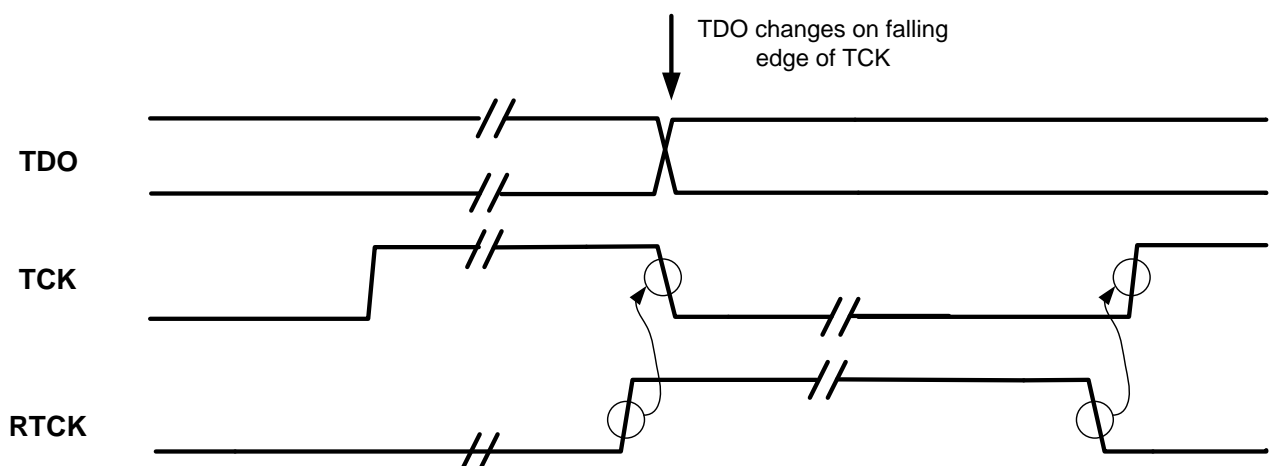 TDO changes on falling
edge of TCK
TDO
TCK
RTCK